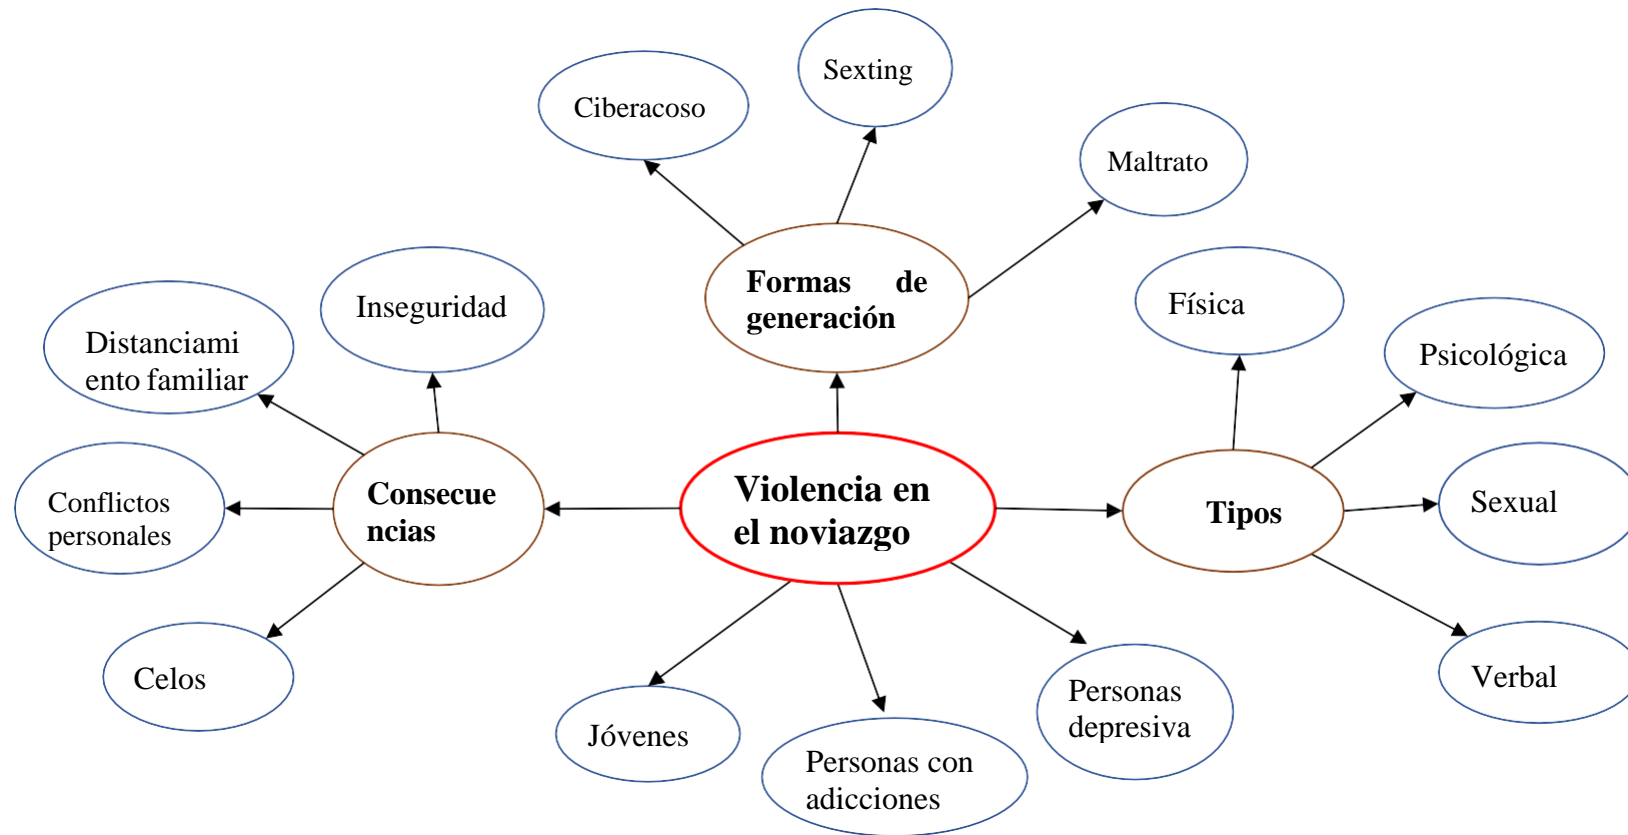 Sexting
Ciberacoso
Maltrato
Formas de
generación
Inseguridad
Distanciami
ento familiar
Física
Psicológica
Conflictos
personales
Consecue
ncias
Violencia en
el noviazgo
Tipos
Sexual
Celos
Verbal
Jóvenes
Personas con
adicciones
Personas
depresiva